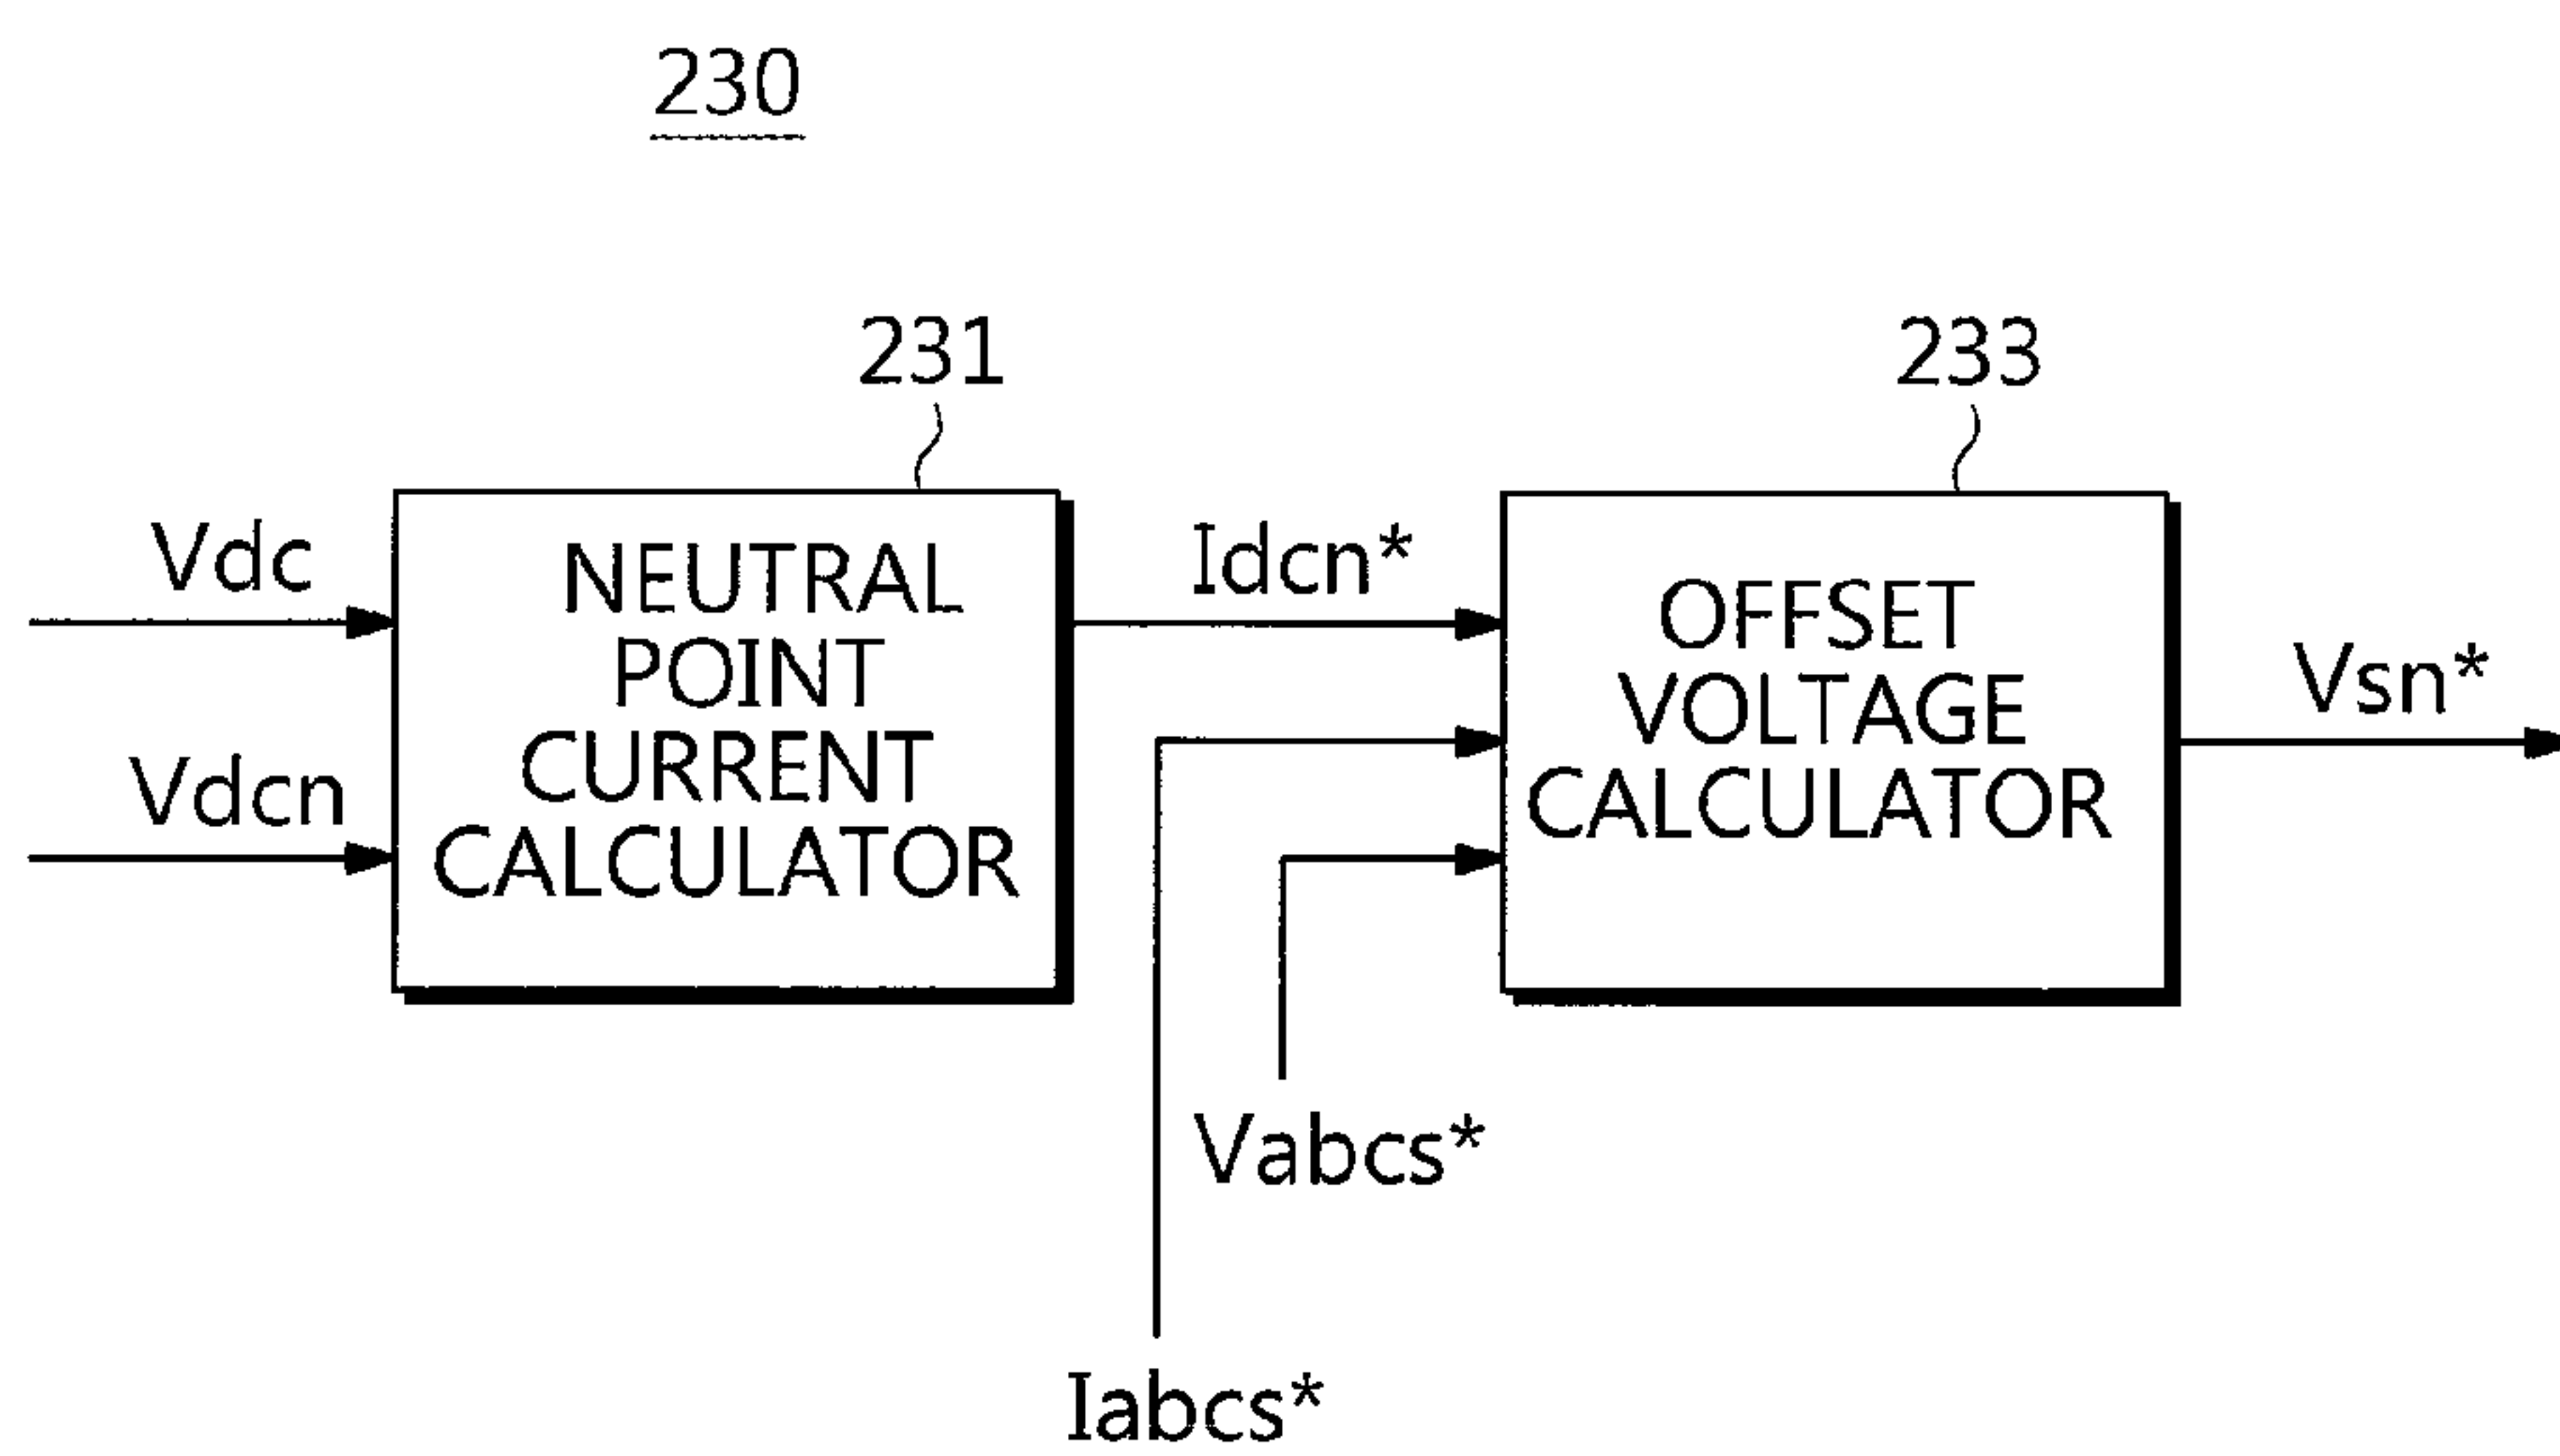 230
231
233
Vdc
Vdcn
NEUTRAL
POINT
CURRENT
CALCULATOR
Idcn*
OFFSET
VOLTAGE
CALCULATOR
Vsn*
Vabcs*
Iabcs*